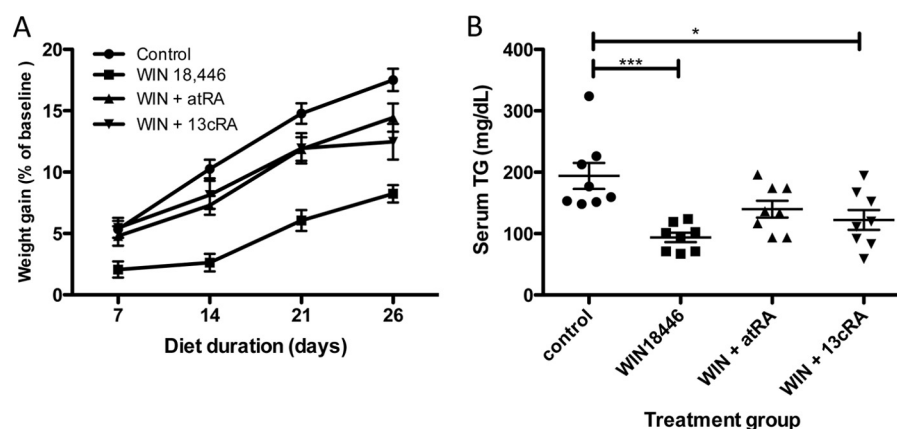 A
Weight gain (% of baseline )
20
15
10
5
0
Control
WIN 18,446
WIN + atRA
WIN + 13cRA
7 14 21 26
Diet duration (days)
B
Serum TG (mg/dL)
400
300
200
100
0
*
***
control
WIN18446
WIN + atRA
WIN + 13cRA
Treatment group